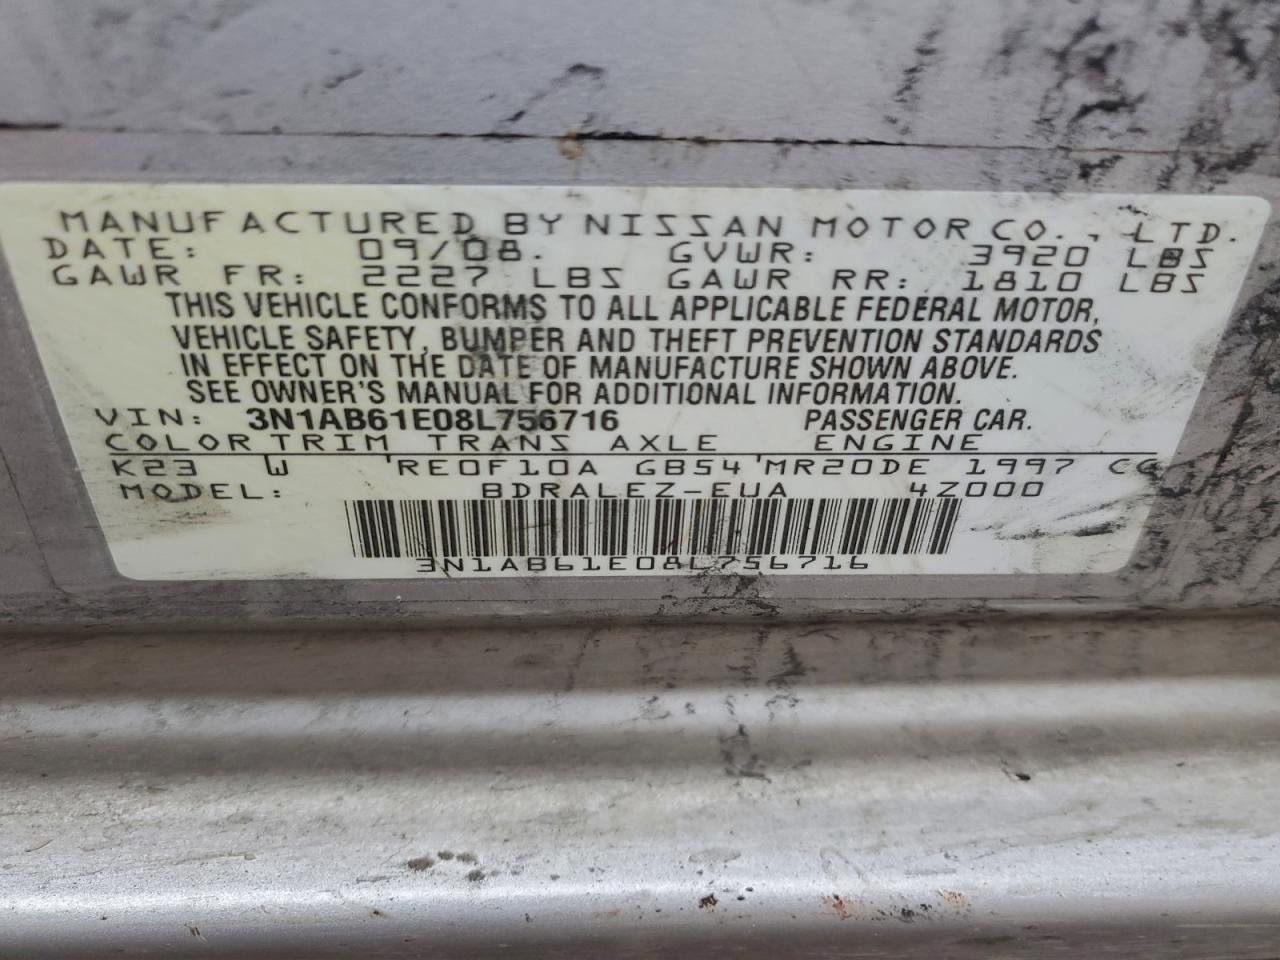 MANUFACTURED BY NISSAN MOTOR CO., LTD.
DATE: 09/08. GVWR: 3920 LBS
GAWR FR: 2227 LBS GAWR RR: 1810 LBS
THIS VEHICLE CONFORMS TO ALL APPLICABLE FEDERAL MOTOR,
VEHICLE SAFETY, BUMPER AND THEFT PREVENTION STANDARDS
IN EFFECT ON THE DATE OF MANUFACTURE SHOWN ABOVE.
SEE OWNER'S MANUAL FOR ADDITIONAL INFORMATION.
VIN: 3N1AB61E08L756716 PASSENGER CAR.
COLOR TRIM TRANS AXLE ENGINE
K23 W 'RE0F10A GB54 'MR20DE 1997 CC
MODEL: BDRALEZ-EUA 4Z000
3N1AB61E08L756716